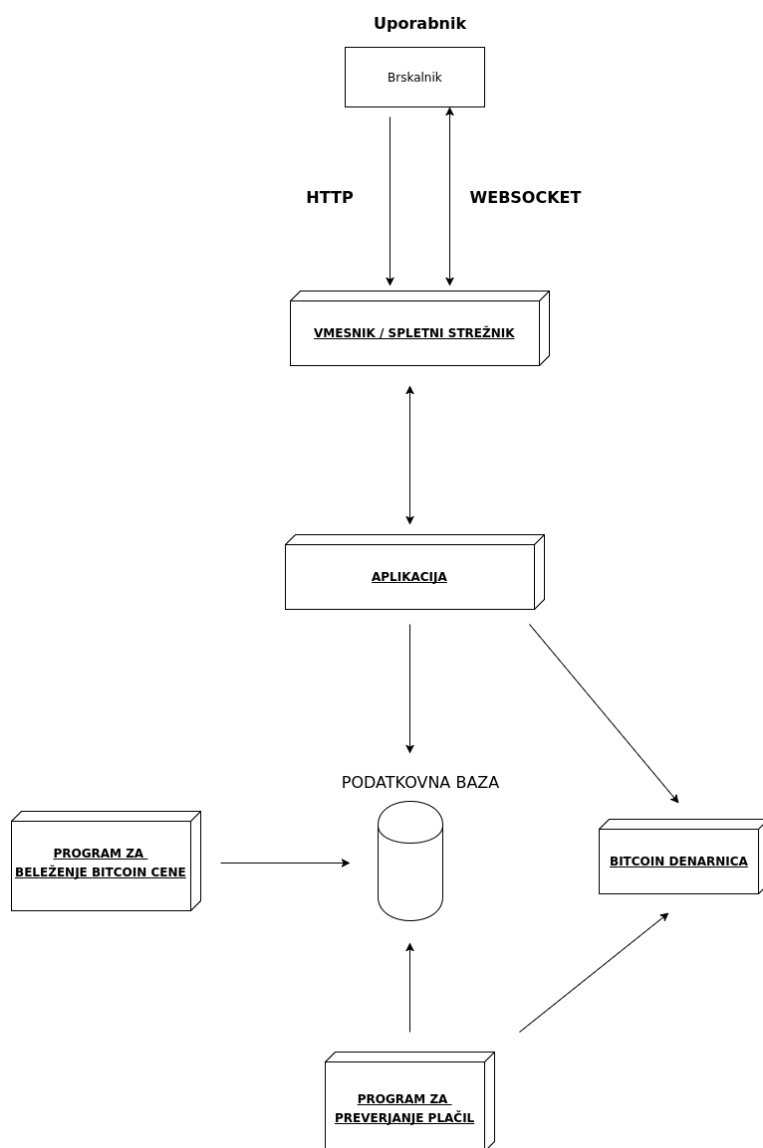 Uporabnik
Brskalnik
HTTP
WEBSOCKET
VMESNIK / SPLETNI STREŽNIK
APLIKACIJA
PODATKOVNA BAZA
PROGRAM ZA
BELEŽENJE BITCOIN CENE
BITCOIN DENARNICA
PROGRAM ZA
PREVERJANJE PLAČIL